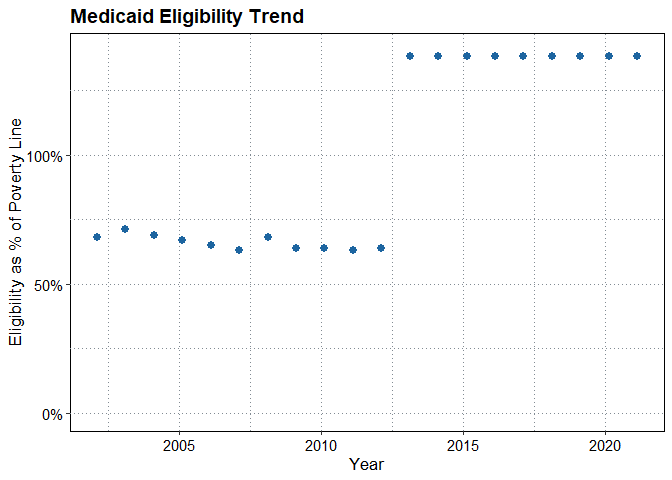 Medicaid Eligibility Trend
Eligibility as % of Poverty Line
100%
50%
0%
2005 2010 2015 2020
Year